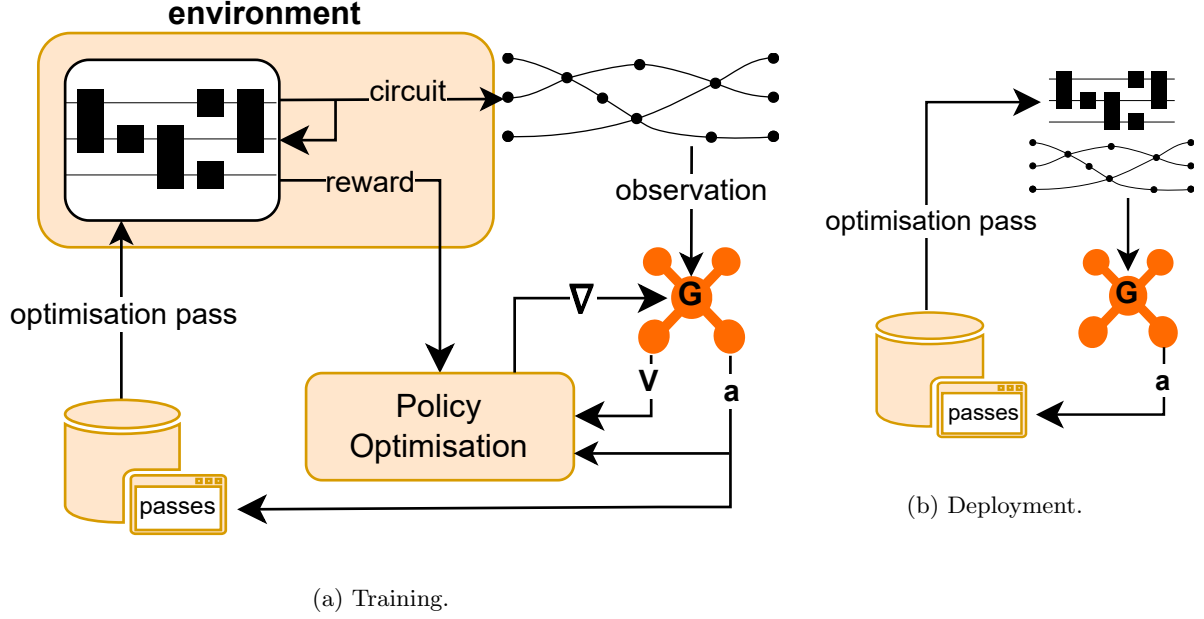 environment
circuit
reward
observation
optimisation pass
G
∇
V
a
Policy
Optimisation
passes
(a) Training.
optimisation pass
G
a
passes
(b) Deployment.